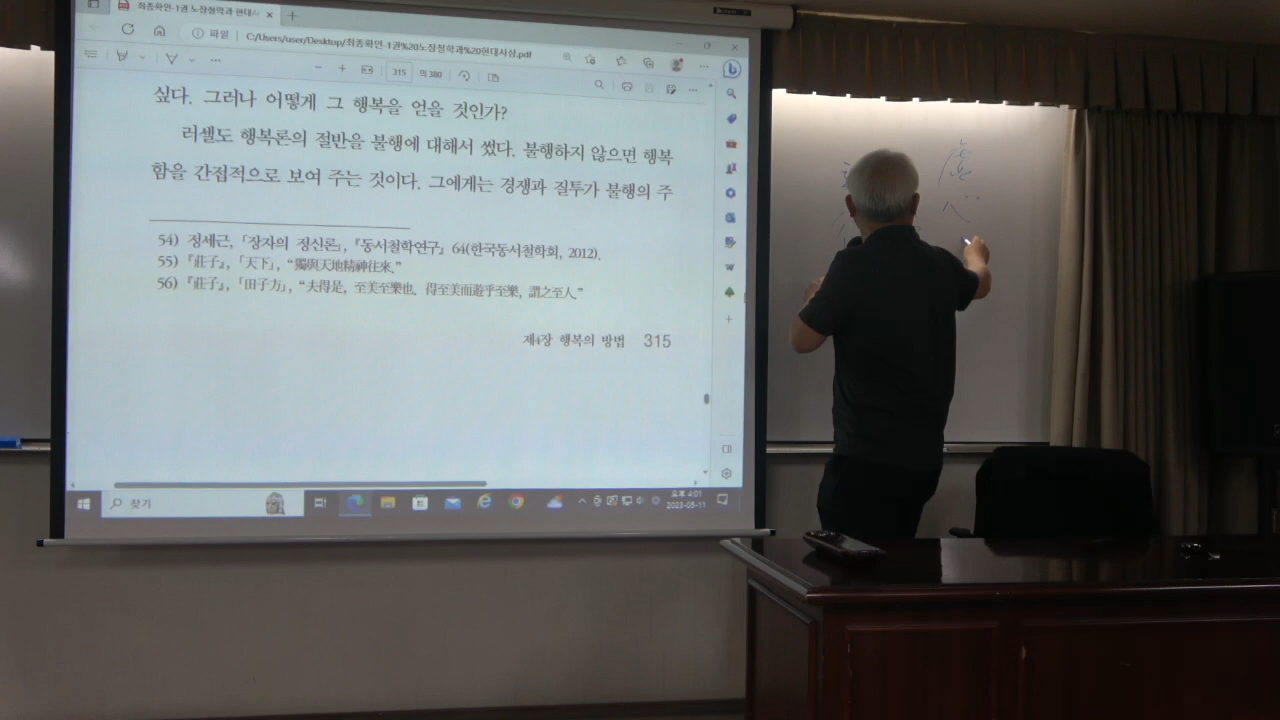 최종확인-1권 노장철학과 현대사
파일 C:/Users/user/Desktop/최종확인-1권%20노장철학과%20현대사상.pdf
315 의 380
싶다. 그러나 어떻게 그 행복을 얻을 것인가?
러셀도 행복론의 절반을 불행에 대해서 썼다. 불행하지 않으면 행복
함을 간접적으로 보여 주는 것이다. 그에게는 경쟁과 질투가 불행의 주
54) 정세근, 「장자의 정신론」, 『동서철학연구』 64(한국동서철학회, 2012).
55) 『莊子』, 「天下」, “獨與天地精神往來.”
56) 『莊子』, 「田子方」, “夫得是, 至美至樂也. 得至美而遊乎至樂, 謂之至人.”
제4장 행복의 방법 315
찾기
오후 4:01
2023-05-11
虛
心